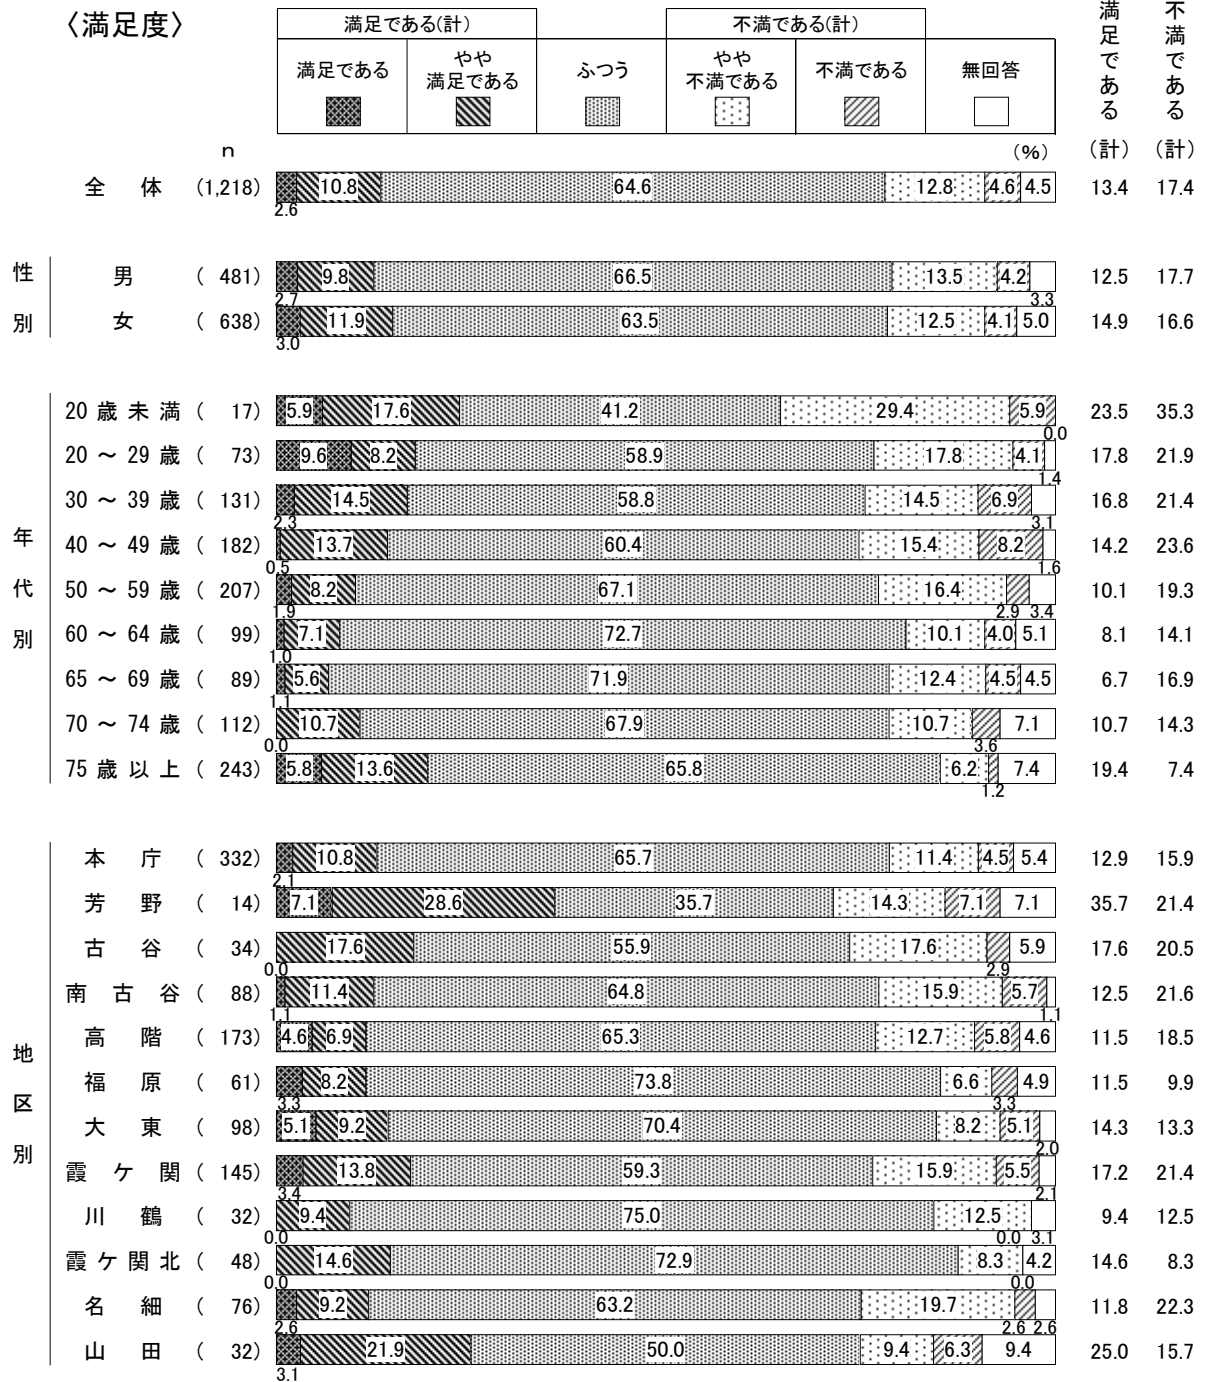 〈満足度〉
満足である(計) 不満である(計)
満足である やや満足である ふつう やや不満である 不満である 無回答
満足である(計) 不満である(計)
n (%)
全体 (1,218) 2.6 10.8 64.6 12.8 4.6 4.5 13.4 17.4
性別
男 (481) 2.7 9.8 66.5 13.5 4.2 3.3 12.5 17.7
女 (638) 3.0 11.9 63.5 12.5 4.1 5.0 14.9 16.6
年代別
20歳未満 (17) 5.9 17.6 41.2 29.4 5.9 0.0 23.5 35.3
20～29歳 (73) 9.6 8.2 58.9 17.8 4.1 1.4 17.8 21.9
30～39歳 (131) 2.3 14.5 58.8 14.5 6.9 3.1 16.8 21.4
40～49歳 (182) 0.5 13.7 60.4 15.4 8.2 1.6 14.2 23.6
50～59歳 (207) 1.9 8.2 67.1 16.4 2.9 3.4 10.1 19.3
60～64歳 (99) 1.0 7.1 72.7 10.1 4.0 5.1 8.1 14.1
65～69歳 (89) 1.1 5.6 71.9 12.4 4.5 4.5 6.7 16.9
70～74歳 (112) 0.0 10.7 67.9 10.7 3.6 7.1 10.7 14.3
75歳以上 (243) 5.8 13.6 65.8 6.2 1.2 7.4 19.4 7.4
地区別
本庁 (332) 2.1 10.8 65.7 11.4 4.5 5.4 12.9 15.9
芳野 (14) 7.1 28.6 35.7 14.3 7.1 7.1 35.7 21.4
古谷 (34) 0.0 17.6 55.9 17.6 2.9 5.9 17.6 20.5
南古谷 (88) 1.1 11.4 64.8 15.9 5.7 1.1 12.5 21.6
高階 (173) 4.6 6.9 65.3 12.7 5.8 4.6 11.5 18.5
福原 (61) 3.3 8.2 73.8 6.6 3.3 4.9 11.5 9.9
大東 (98) 5.1 9.2 70.4 8.2 5.1 2.0 14.3 13.3
霞ケ関 (145) 3.4 13.8 59.3 15.9 5.5 2.1 17.2 21.4
川鶴 (32) 0.0 9.4 75.0 12.5 0.0 3.1 9.4 12.5
霞ケ関北 (48) 0.0 14.6 72.9 8.3 0.0 4.2 14.6 8.3
名細 (76) 2.6 9.2 63.2 19.7 2.6 2.6 11.8 22.3
山田 (32) 3.1 21.9 50.0 9.4 6.3 9.4 25.0 15.7